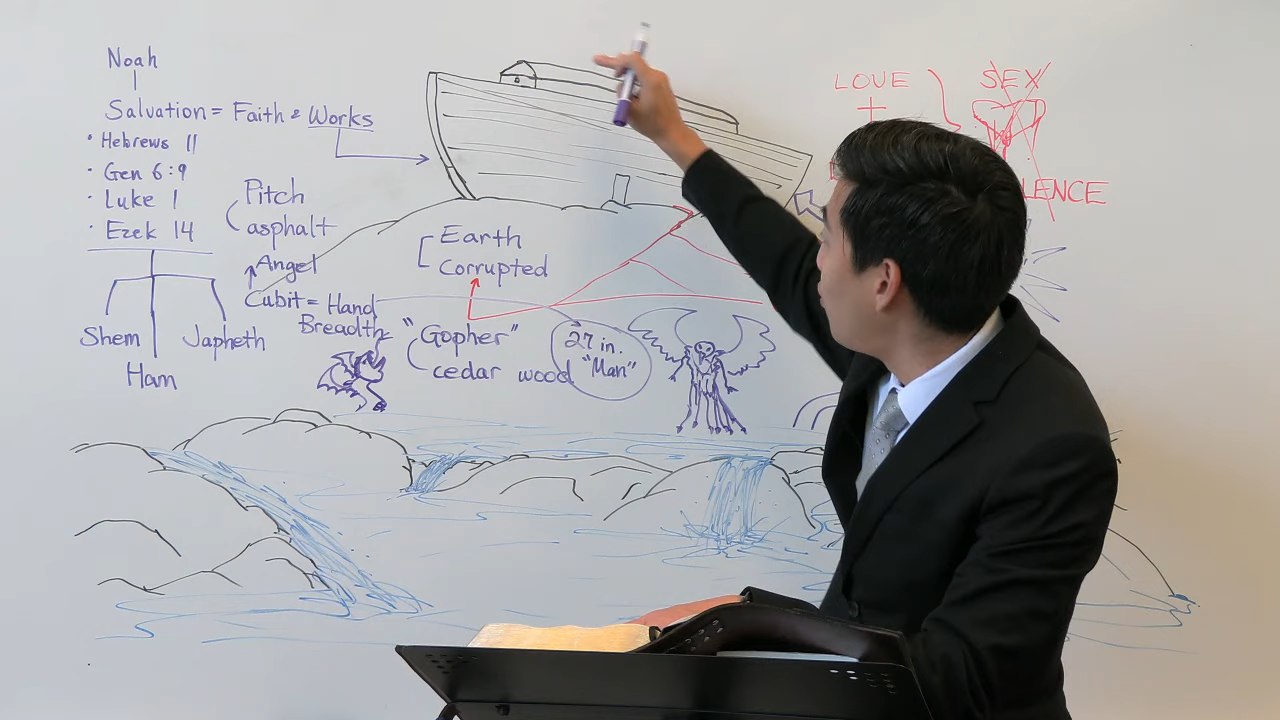 Noah
Salvation = Faith & Works
• Hebrews 11
• Gen 6:9
• Luke 1
• Ezek 14
Shem
Ham
Japheth
Pitch
asphalt
Angel
Cubit = Hand
Breadth
Earth
Corrupted
"Gopher"
cedar wood
27 in.
"Man"
LOVE
+
SEX
LENCE